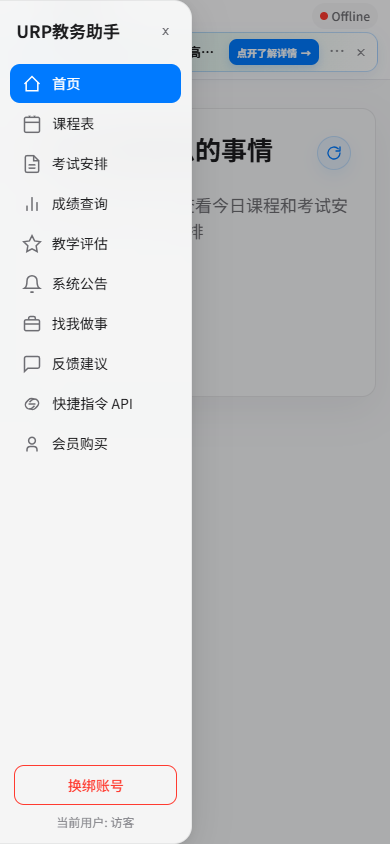 URP教务助手
x
首页
课程表
考试安排
成绩查询
教学评估
系统公告
找我做事
反馈建议
快捷指令 API
会员购买
换绑账号
当前用户: 访客
Offline
高… 点开了解详情 → ··· ×
的事情
看今日课程和考试安
排